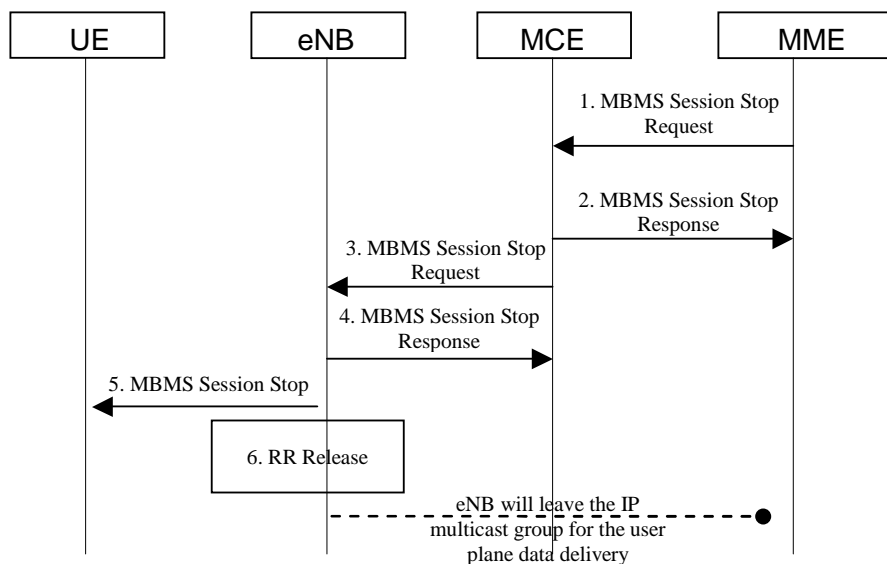 UE
eNB
MCE
MME
1. MBMS Session Stop
Request
2. MBMS Session Stop
Response
3. MBMS Session Stop
Request
4. MBMS Session Stop
Response
5. MBMS Session Stop
6. RR Release
eNB will leave the IP
multicast group for the user
plane data delivery